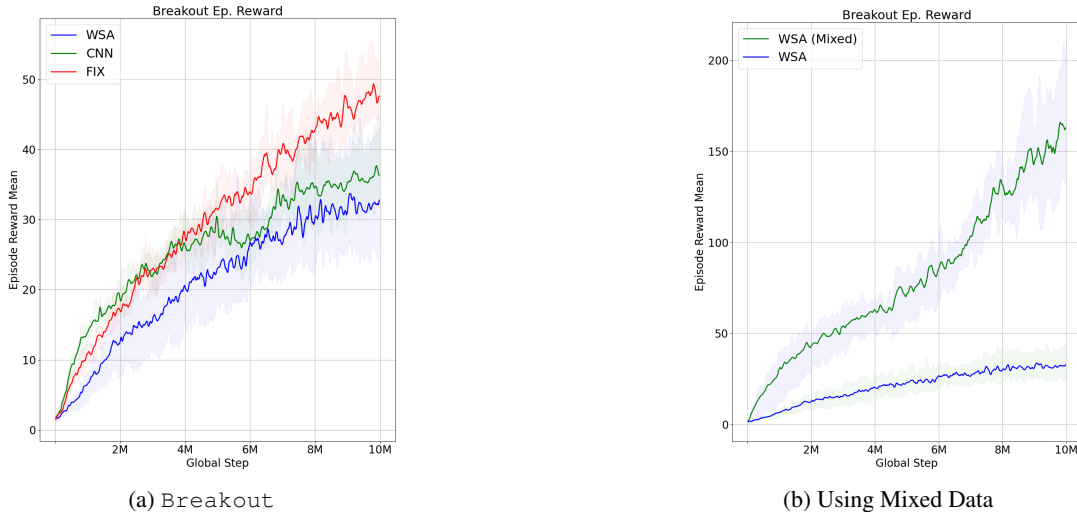 Breakout Ep. Reward
WSA
CNN
FIX
Episode Reward Mean
50
40
30
20
10
0
2M 4M 6M 8M 10M
Global Step
(a) Breakout
Breakout Ep. Reward
WSA (Mixed)
WSA
Episode Reward Mean
200
150
100
50
0
2M 4M 6M 8M 10M
Global Step
(b) Using Mixed Data